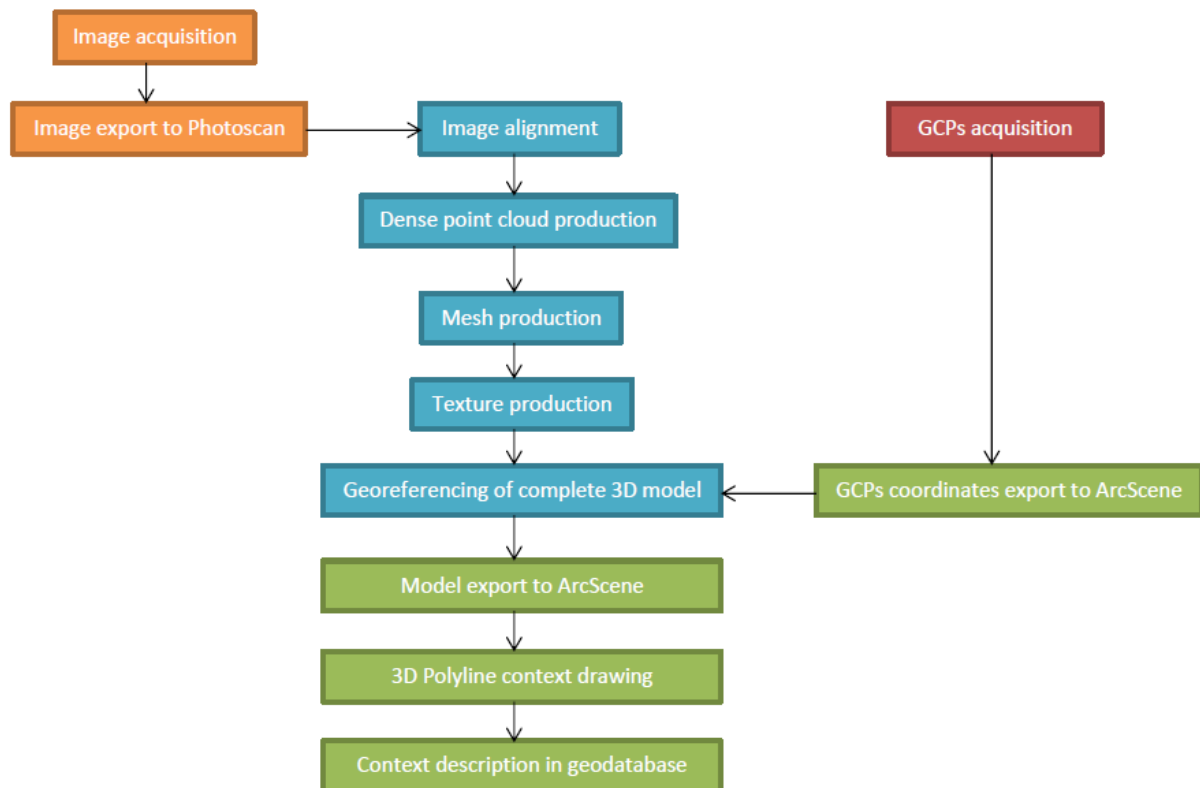 Image acquisition
Image export to Photoscan
Image alignment
GCPs acquisition
Dense point cloud production
Mesh production
Texture production
Georeferencing of complete 3D model
GCPs coordinates export to ArcScene
Model export to ArcScene
3D Polyline context drawing
Context description in geodatabase